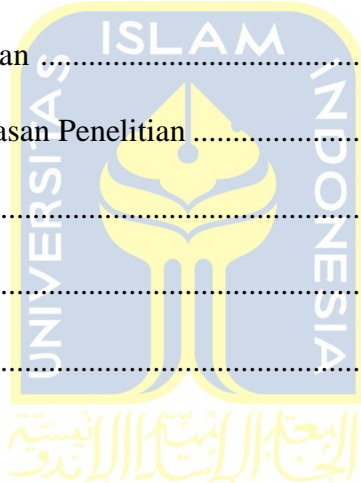 ISLAM
UNIVERSITAS
INDONESIA
an ..........................................
asan Penelitian ......................
................................................
................................................
................................................